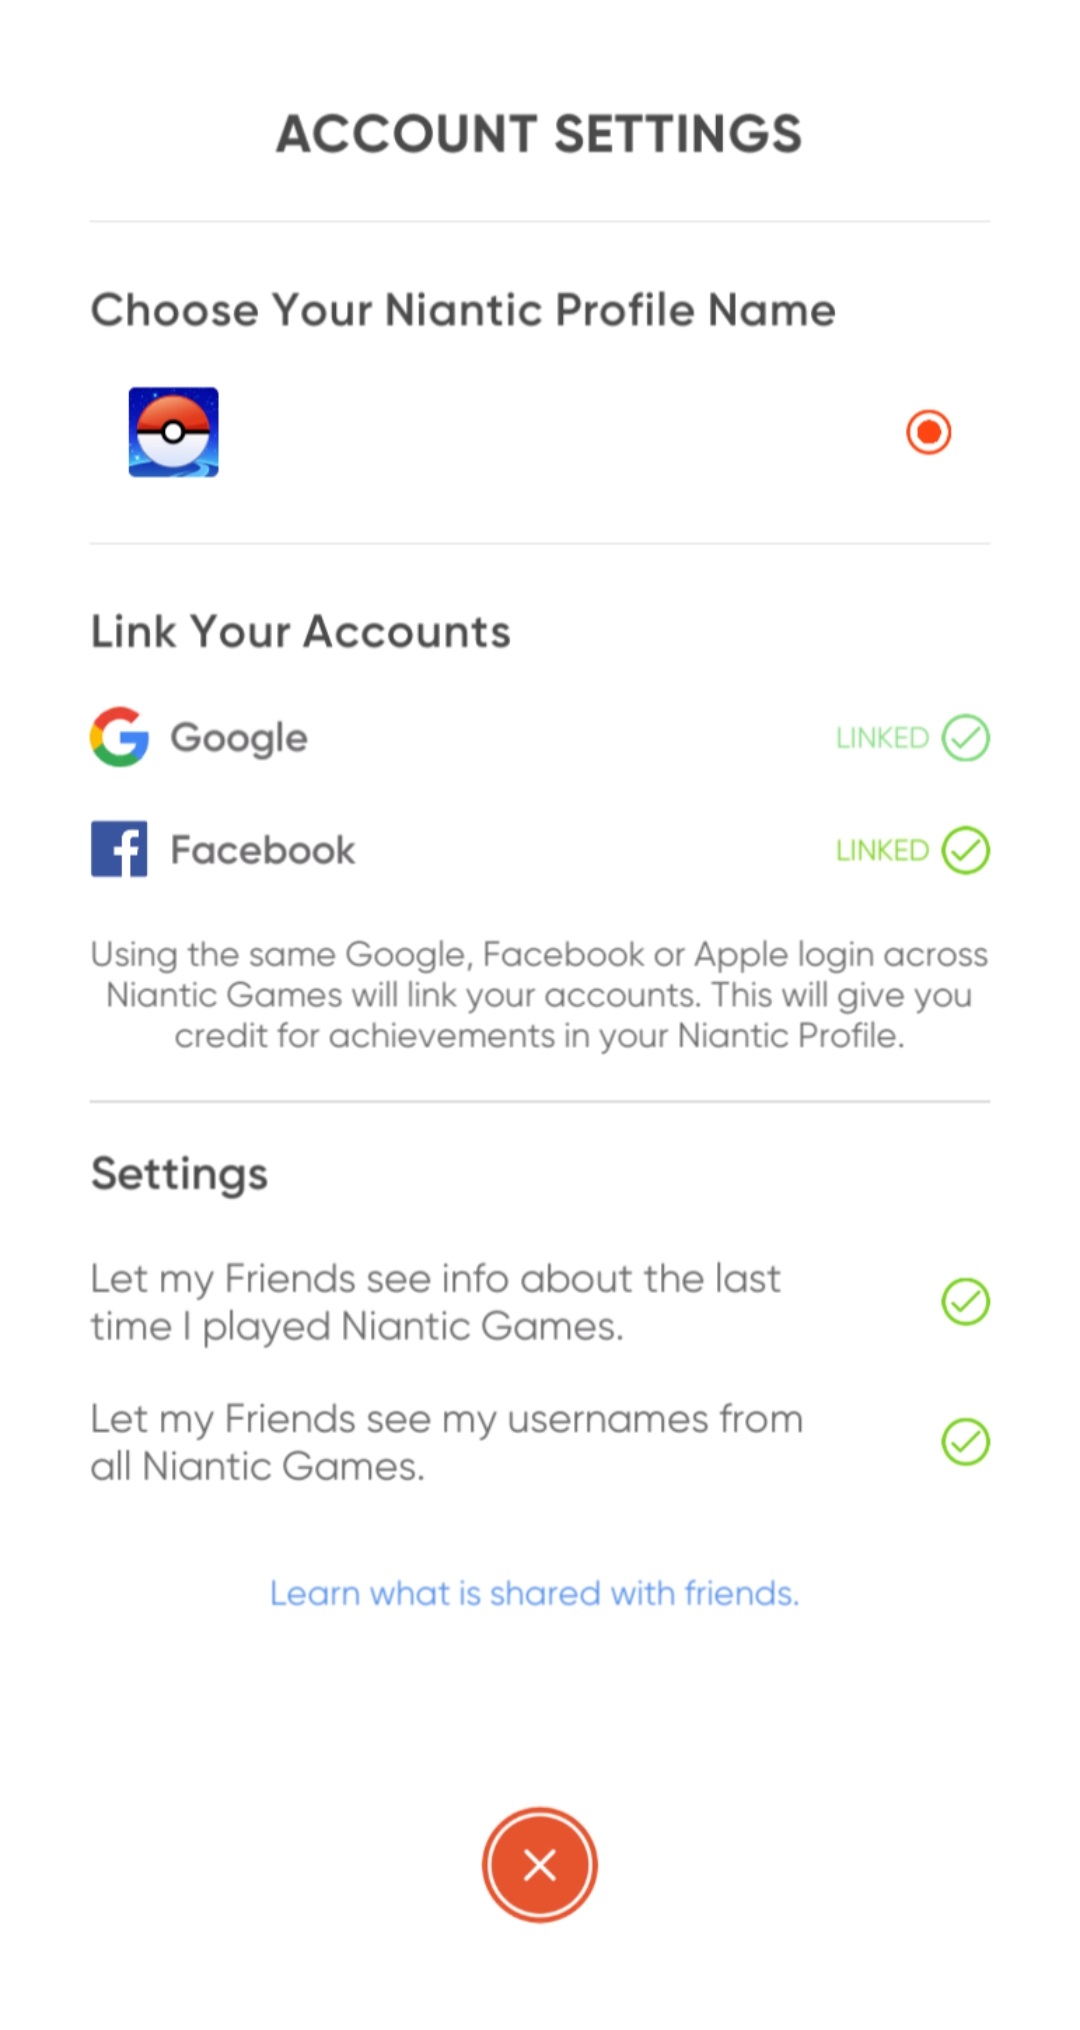 ACCOUNT SETTINGS
Choose Your Niantic Profile Name
Link Your Accounts
Google LINKED
Facebook LINKED
Using the same Google, Facebook or Apple login across
Niantic Games will link your accounts. This will give you
credit for achievements in your Niantic Profile.
Settings
Let my Friends see info about the last
time I played Niantic Games.
Let my Friends see my usernames from
all Niantic Games.
Learn what is shared with friends.